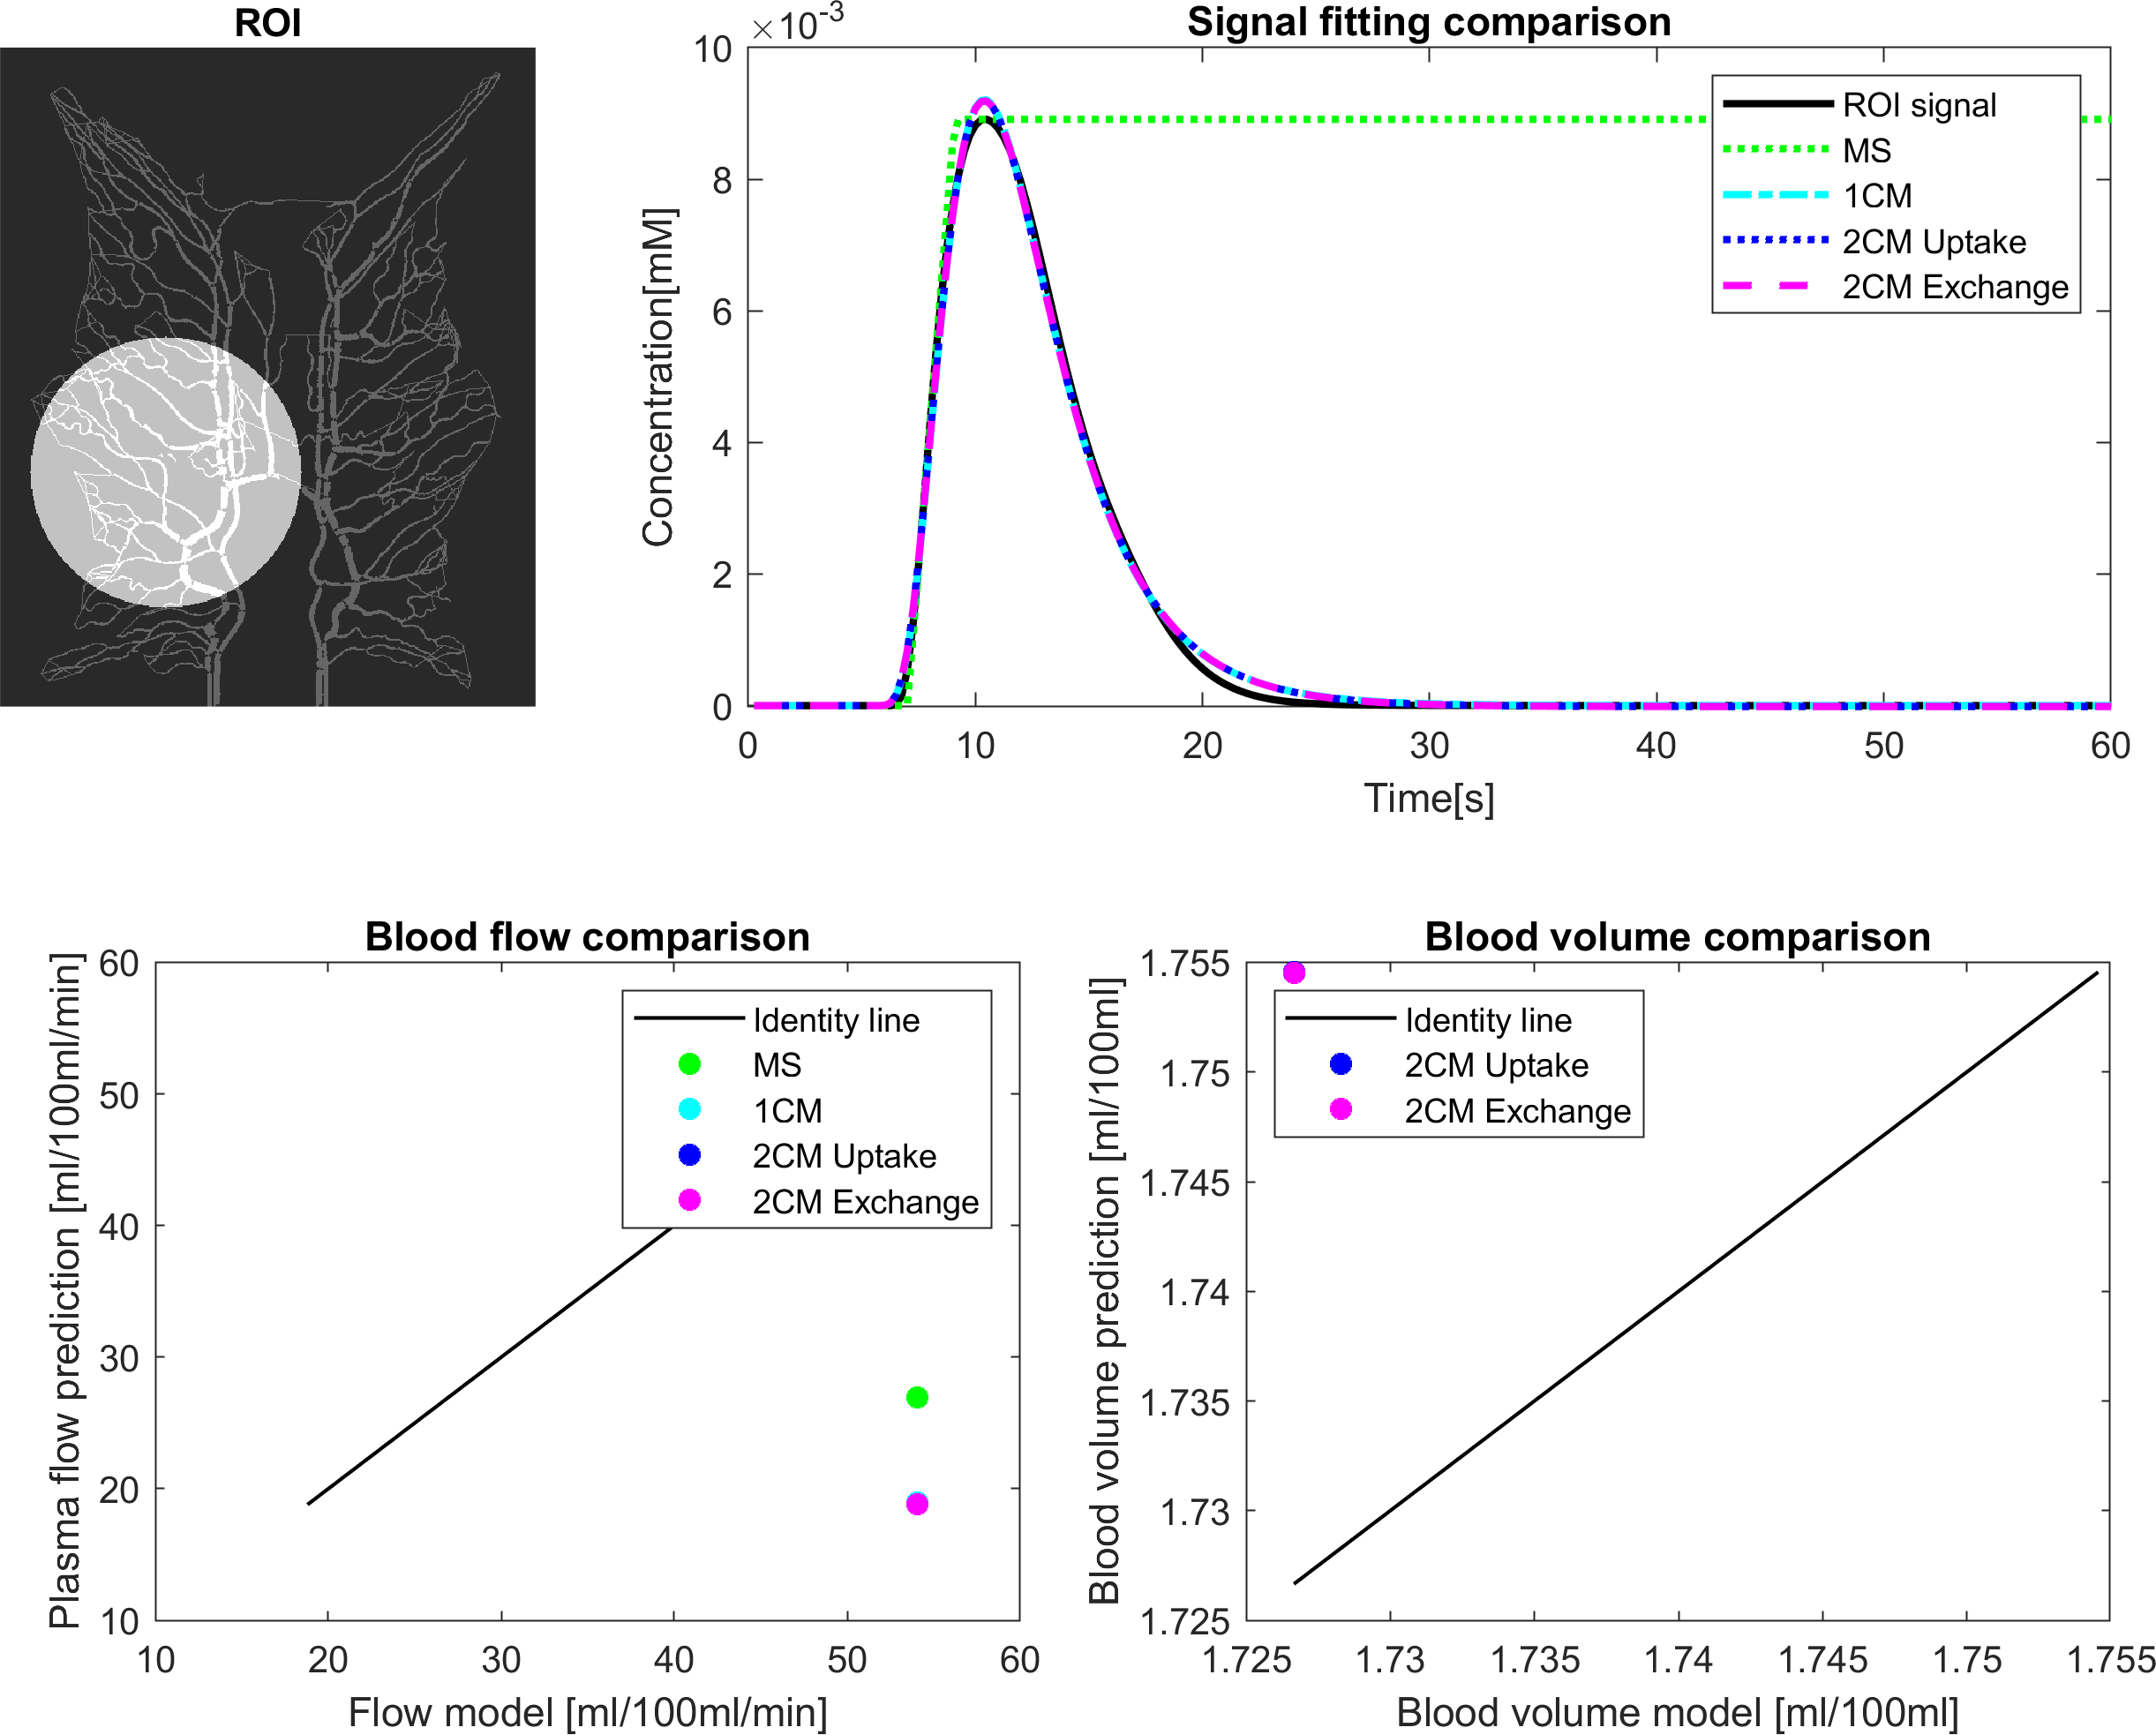 ROI
Signal fitting comparison
×10-3
10
8
6
4
2
0
Concentration[mM]
0 10 20 30 40 50 60
Time[s]
ROI signal
MS
1CM
2CM Uptake
2CM Exchange
Blood flow comparison
60
50
40
30
20
10
Plasma flow prediction [ml/100ml/min]
10 20 30 40 50 60
Flow model [ml/100ml/min]
Identity line
MS
1CM
2CM Uptake
2CM Exchange
Blood volume comparison
1.755
1.75
1.745
1.74
1.735
1.73
1.725
Blood volume prediction [ml/100ml]
1.725 1.73 1.735 1.74 1.745 1.75 1.755
Blood volume model [ml/100ml]
Identity line
2CM Uptake
2CM Exchange